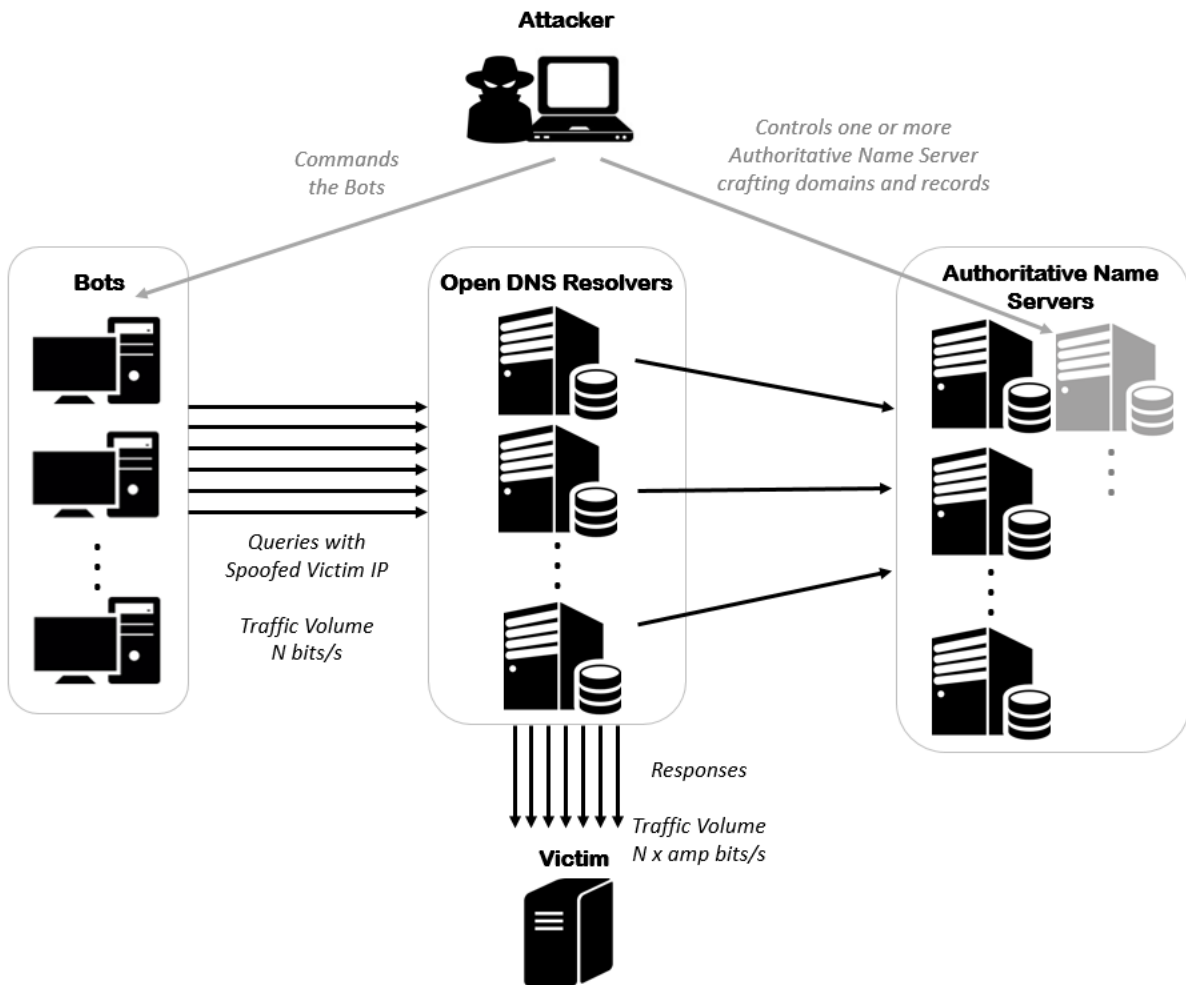 Attacker
Commands
the Bots
Controls one or more
Authoritative Name Server
crafting domains and records
Bots
Open DNS Resolvers
Authoritative Name
Servers
Queries with
Spoofed Victim IP
Traffic Volume
N bits/s
Responses
Traffic Volume
N x amp bits/s
Victim